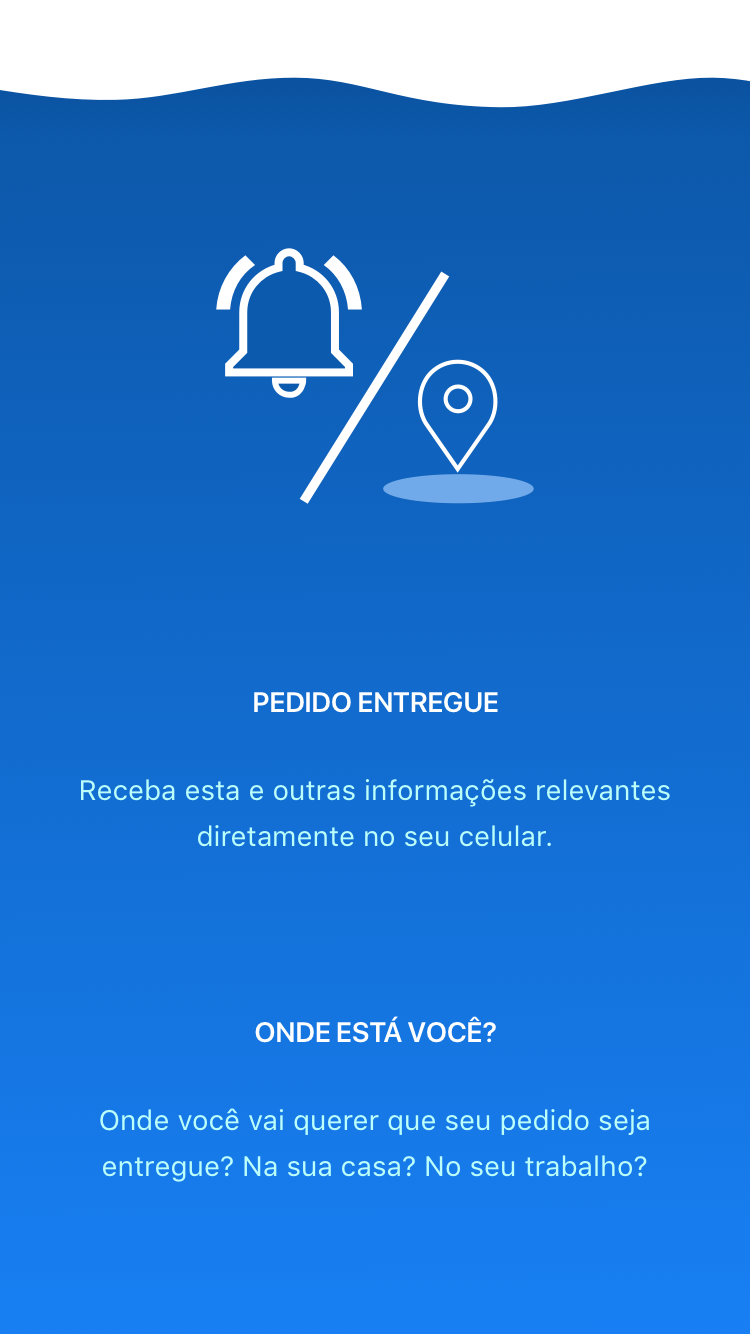 PEDIDO ENTREGUE
Receba esta e outras informações relevantes
diretamente no seu celular.
ONDE ESTÁ VOCÊ?
Onde você vai querer que seu pedido seja
entregue? Na sua casa? No seu trabalho?